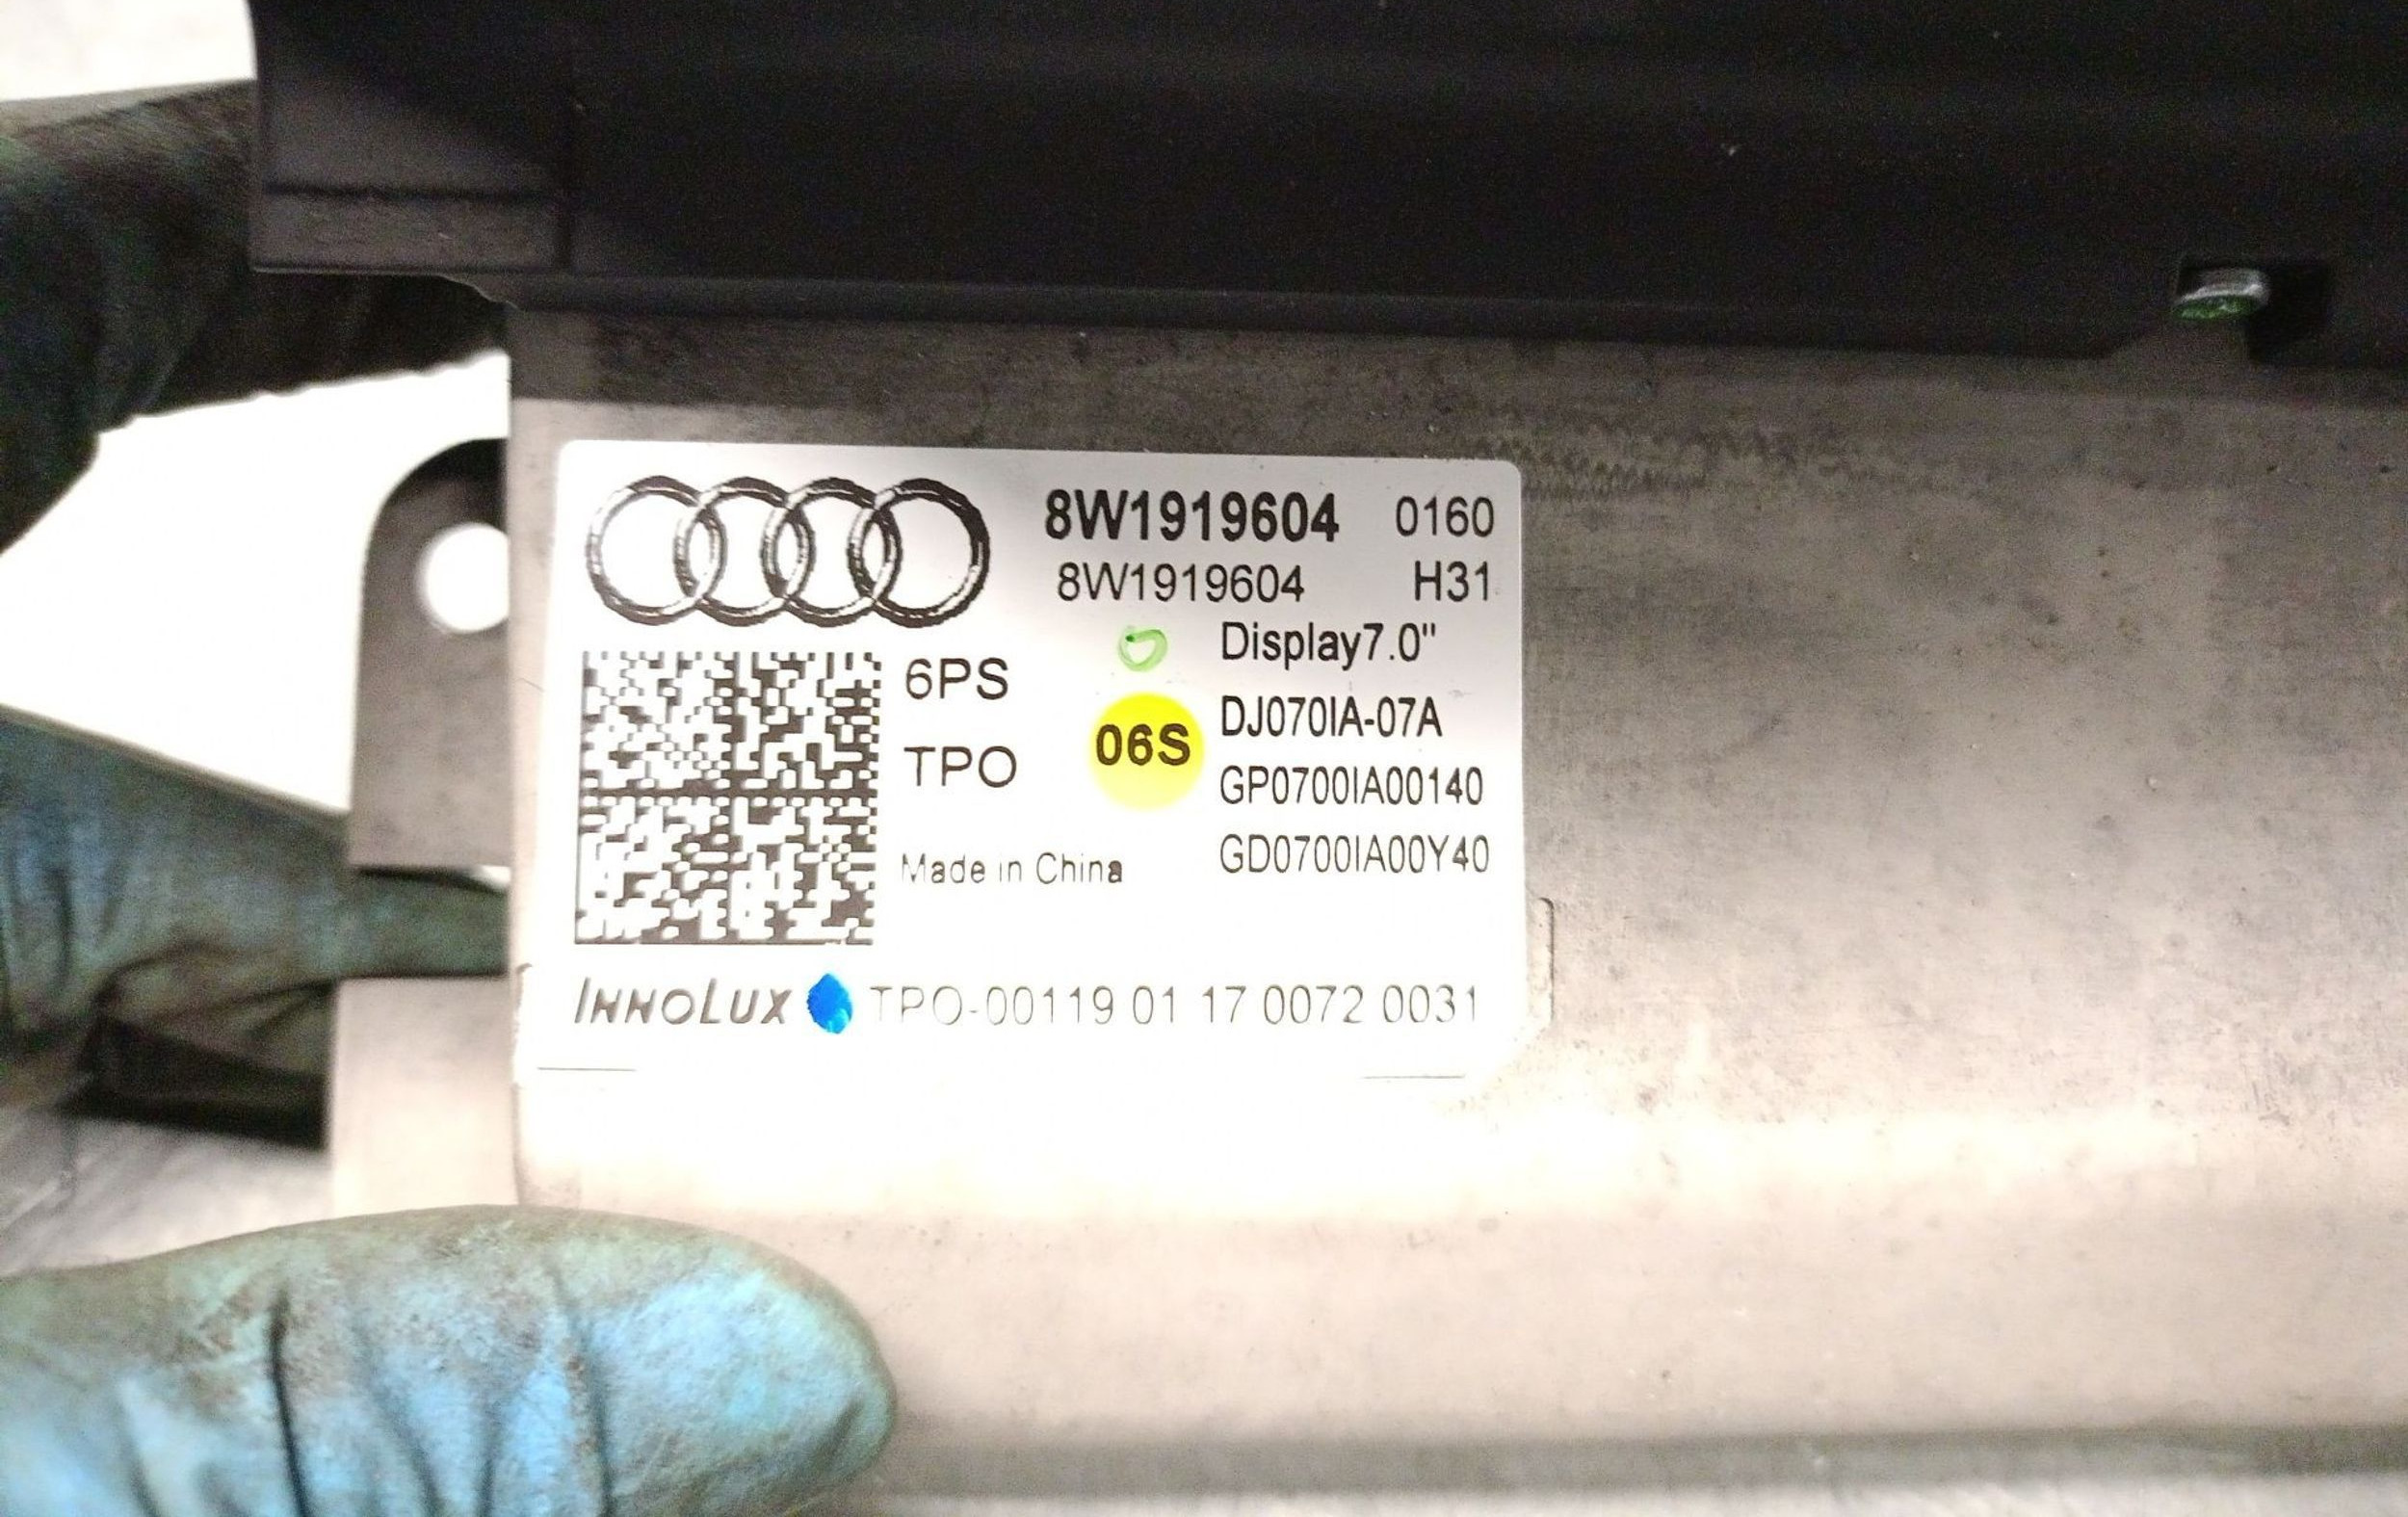 8W1919604 0160
8W1919604 H31
Display7.0"
6PS
DJ070IA-07A
06S
TPO
GP0700IA00140
GD0700IA00Y40
Made in China
INNOLUX TPO-00119 01 17 0072 0031